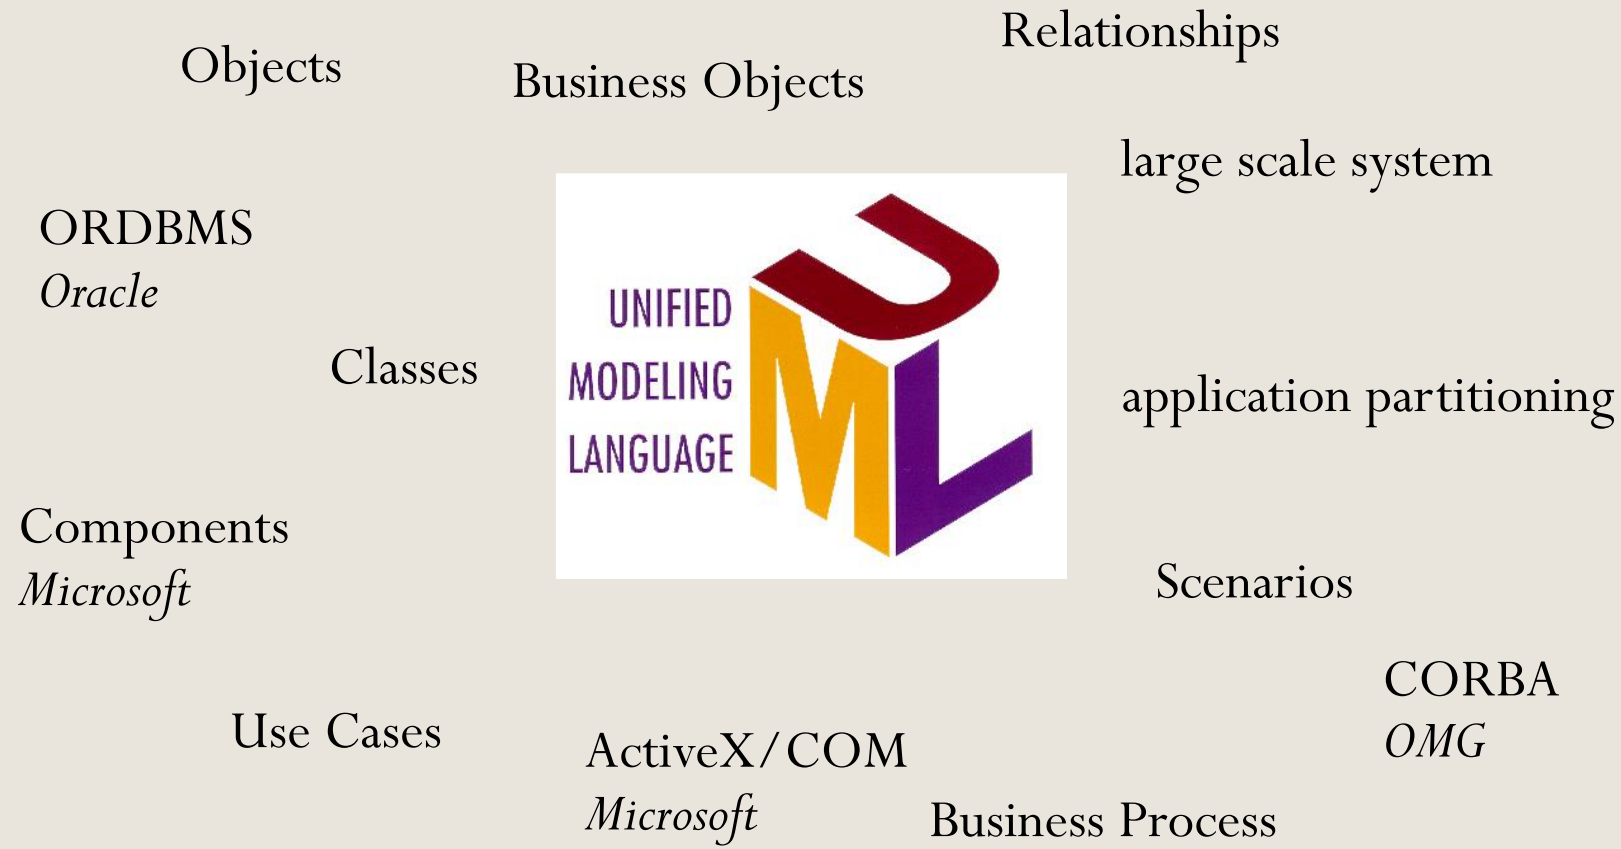 Relationships
Objects
Business Objects
large scale system
ORDBMS
Oracle
UNIFIED
MODELING
LANGUAGE
UML
Classes
application partitioning
Components
Microsoft
Scenarios
CORBA
OMG
Use Cases
ActiveX/COM
Microsoft
Business Process